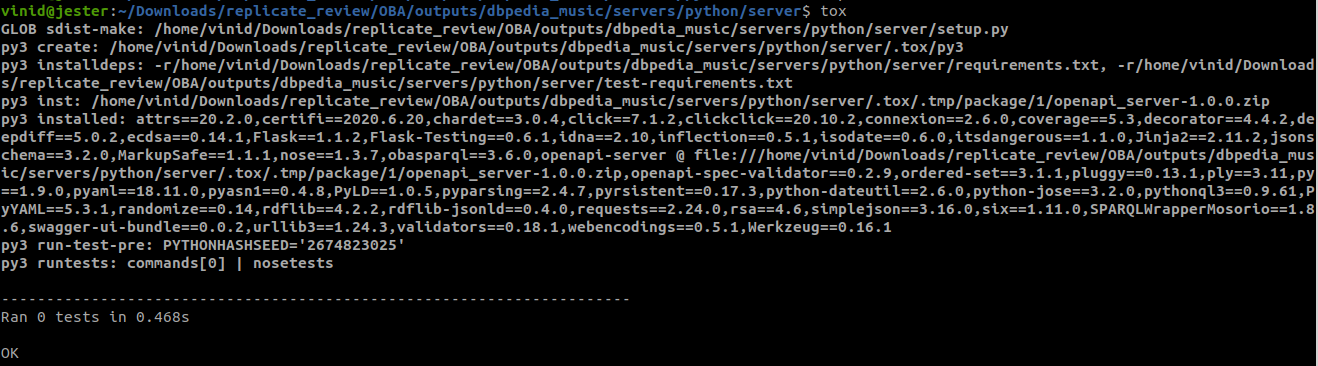 vinid@jester:~/Downloads/replicate_review/OBA/outputs/dbpedia_music/servers/python/server$ tox
GLOB sdist-make: /home/vinid/Downloads/replicate_review/OBA/outputs/dbpedia_music/servers/python/server/setup.py
py3 create: /home/vinid/Downloads/replicate_review/OBA/outputs/dbpedia_music/servers/python/server/.tox/py3
py3 installdeps: -r/home/vinid/Downloads/replicate_review/OBA/outputs/dbpedia_music/servers/python/server/requirements.txt, -r/home/vinid/Download
s/replicate_review/OBA/outputs/dbpedia_music/servers/python/server/test-requirements.txt
py3 inst: /home/vinid/Downloads/replicate_review/OBA/outputs/dbpedia_music/servers/python/server/.tox/.tmp/package/1/openapi_server-1.0.0.zip
py3 installed: attrs==20.2.0,certifi==2020.6.20,chardet==3.0.4,click==7.1.2,clickclick==20.10.2,connexion==2.6.0,coverage==5.3,decorator==4.4.2,de
epdiff==5.0.2,ecdsa==0.14.1,Flask==1.1.2,Flask-Testing==0.6.1,idna==2.10,inflection==0.5.1,isodate==0.6.0,itsdangerous==1.1.0,Jinja2==2.11.2,jsons
chema==3.2.0,MarkupSafe==1.1.1,nose==1.3.7,obasparql==3.6.0,openapi-server @ file:///home/vinid/Downloads/replicate_review/OBA/outputs/dbpedia_mus
ic/servers/python/server/.tox/.tmp/package/1/openapi_server-1.0.0.zip,openapi-spec-validator==0.2.9,ordered-set==3.1.1,pluggy==0.13.1,ply==3.11,py
==1.9.0,pyaml==18.11.0,pyasn1==0.4.8,PyLD==1.0.5,pyparsing==2.4.7,pyrsistent==0.17.3,python-dateutil==2.6.0,python-jose==3.2.0,pythonql3==0.9.61,P
yYAML==5.3.1,randomize==0.14,rdflib==4.2.2,rdflib-jsonld==0.4.0,requests==2.24.0,rsa==4.6,simplejson==3.16.0,six==1.11.0,SPARQLWrapperMosorio==1.8
.6,swagger-ui-bundle==0.0.2,urllib3==1.24.3,validators==0.18.1,webencodings==0.5.1,Werkzeug==0.16.1
py3 run-test-pre: PYTHONHASHSEED='2674823025'
py3 runtests: commands[0] | nosetests
----------------------------------------------------------------------
Ran 0 tests in 0.468s
OK